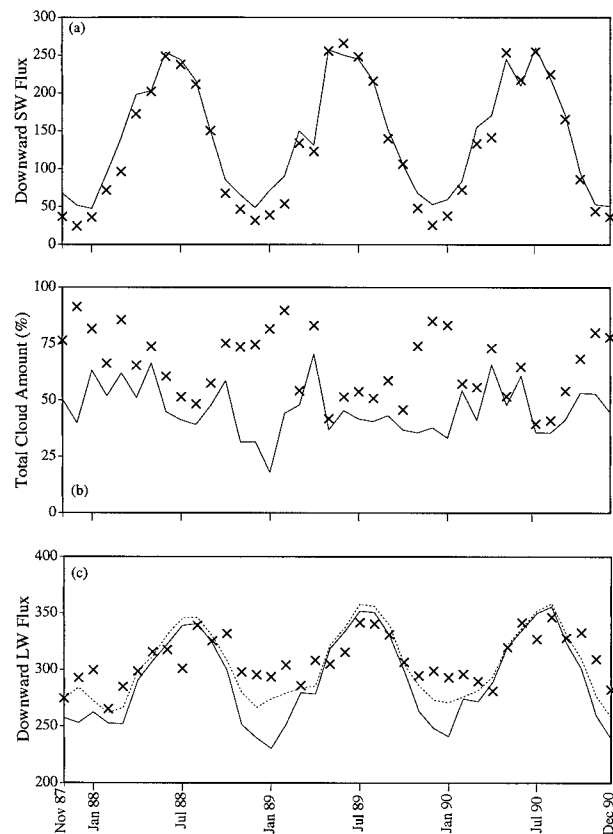 (a)
Downward SW Flux
300
250
200
150
100
50
0
Jan 88
Jul 88
Jan 89
Jul 89
Jan 90
Jul 90
(b)
Total Cloud Amount (%)
100
75
50
25
0
(c)
Downward LW Flux
400
350
300
250
200
Nov 87
Dec 90